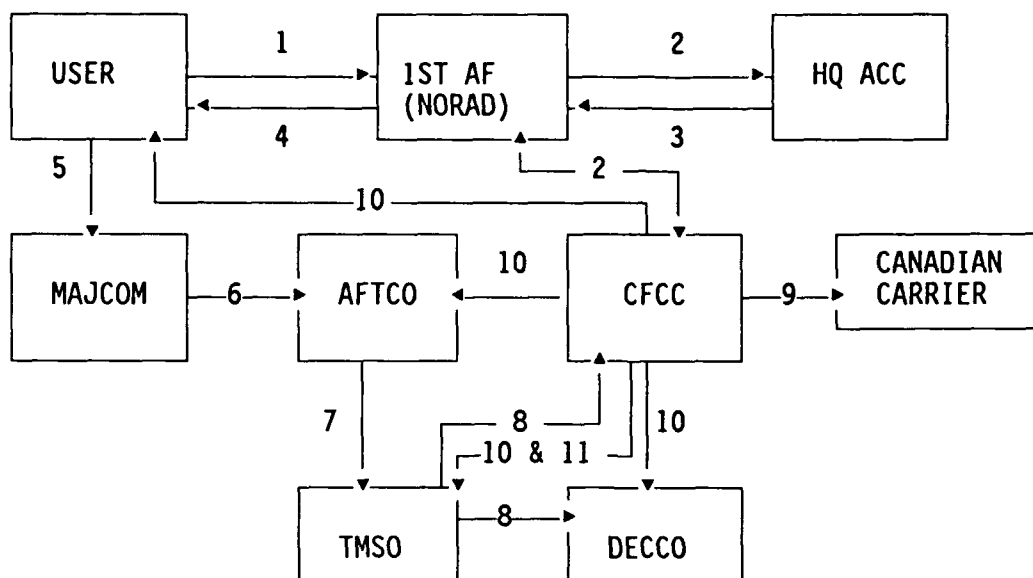 1
2
USER
1ST AF
(NORAD)
HQ ACC
4
3
5
2
10
MAJCOM
6
AFTCO
10
CFCC
9
CANADIAN
CARRIER
7
8
10
10 & 11
TMSO
8
DECCO